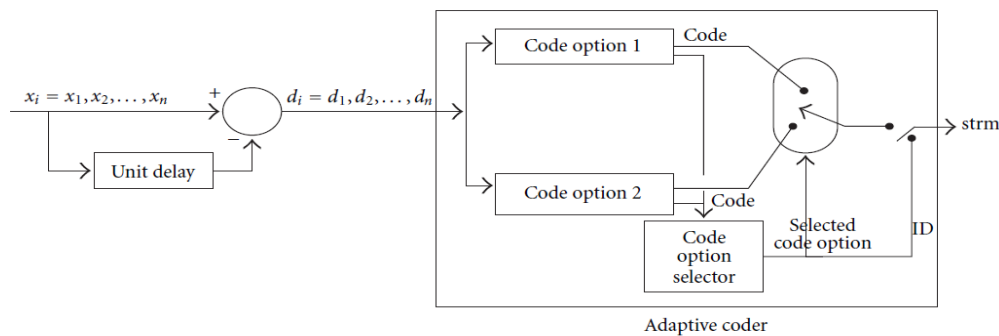 x_i = x_1, x_2, ..., x_n
+
−
Unit delay
d_i = d_1, d_2, ..., d_n
Code option 1
Code
Code option 2
Code
Code
option
selector
Selected
code option
ID
strm
Adaptive coder